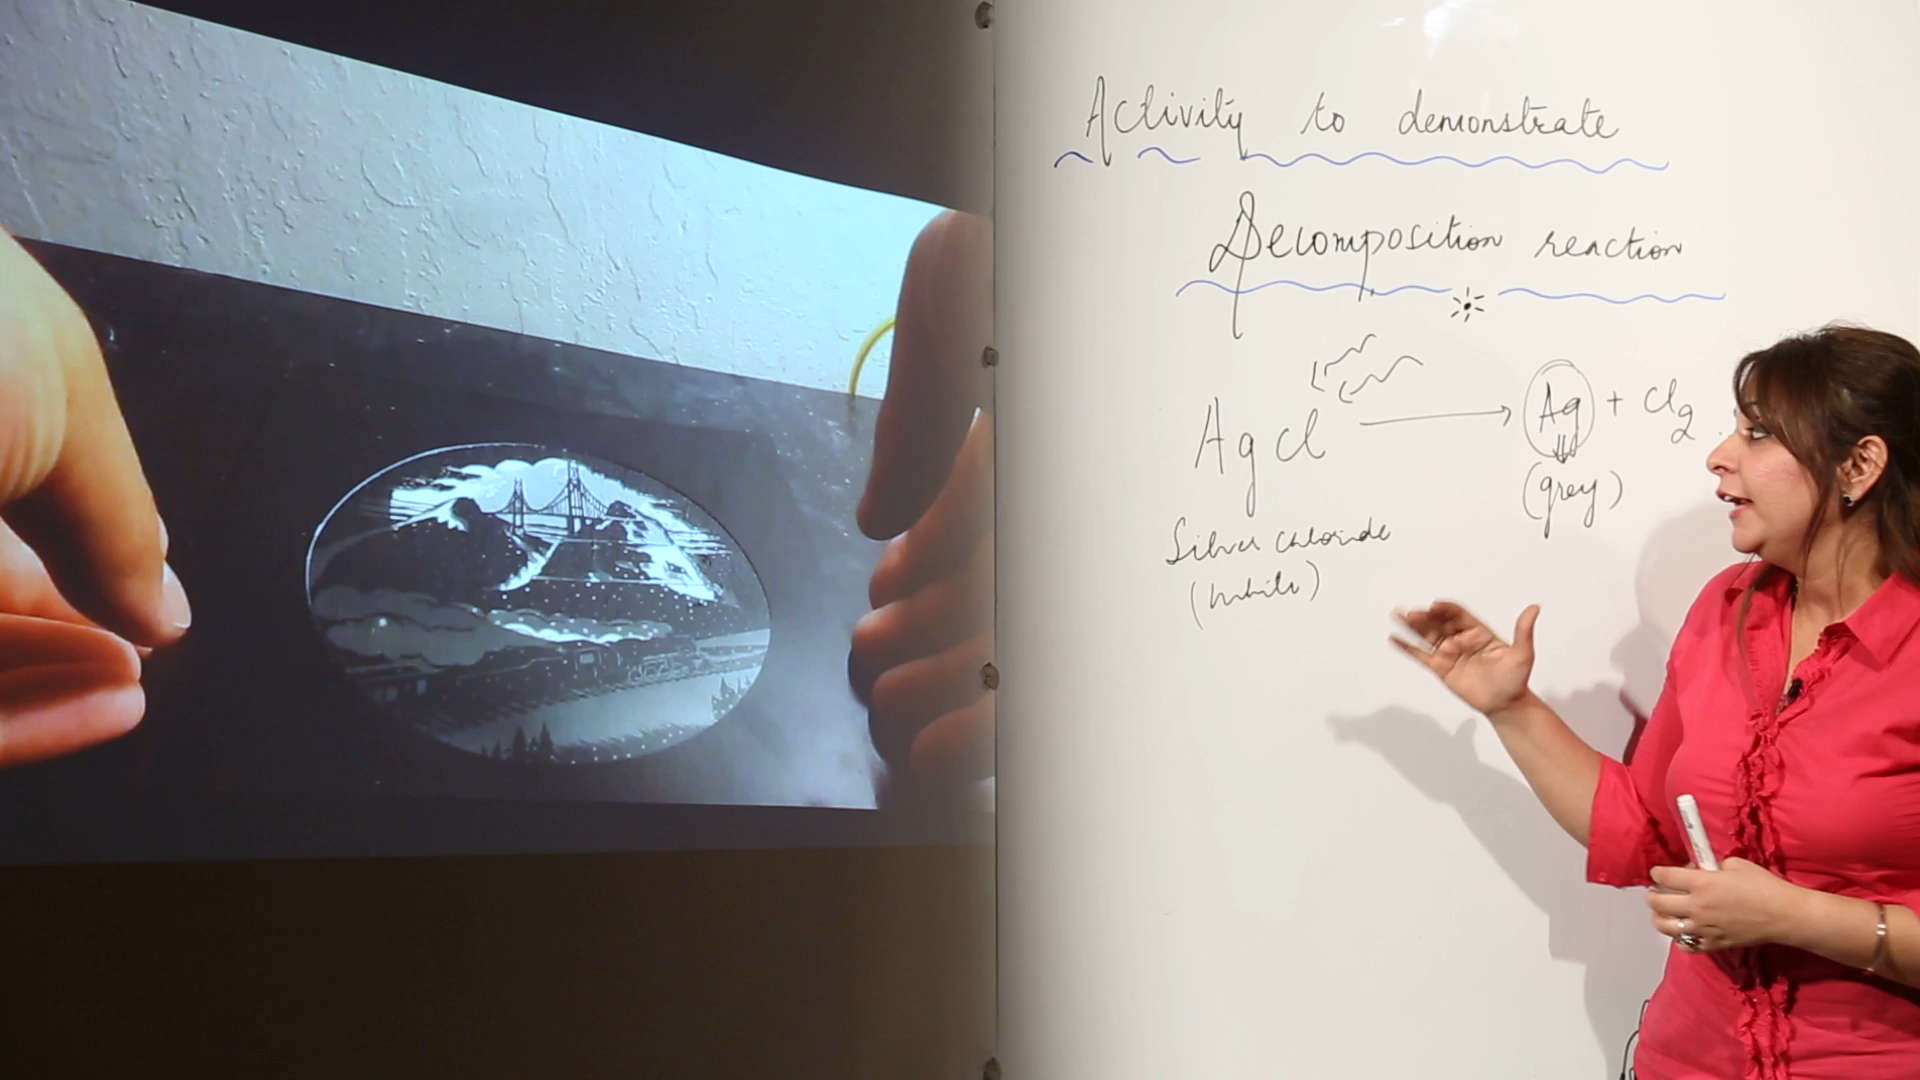 Activity to demonstrate
Decomposition reaction
AgCl → Ag + Cl₂
(grey)
Silver chloride
(white)